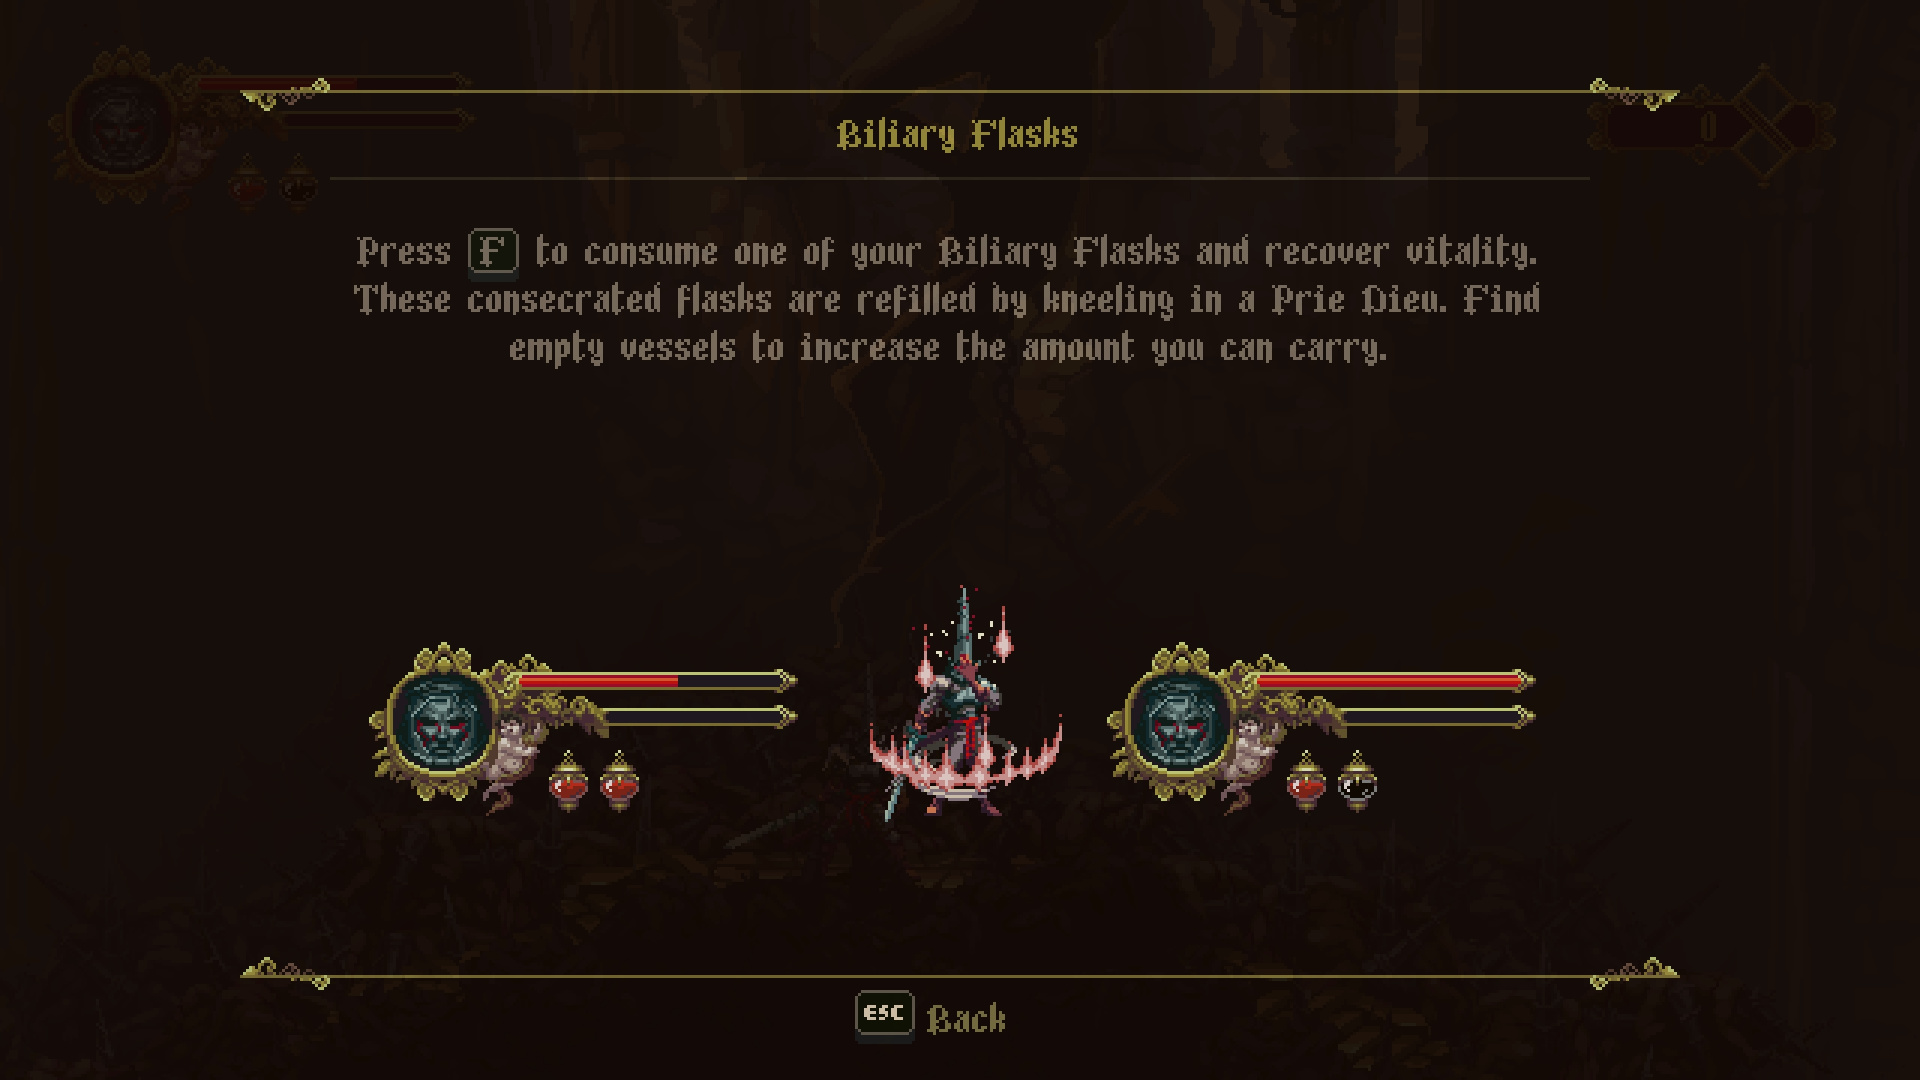 0
Biliary Flasks
Press F to consume one of your Biliary Flasks and recover vitality.
These consecrated flasks are refilled by kneeling in a Prie Dieu. Find
empty vessels to increase the amount you can carry.
ESC Back